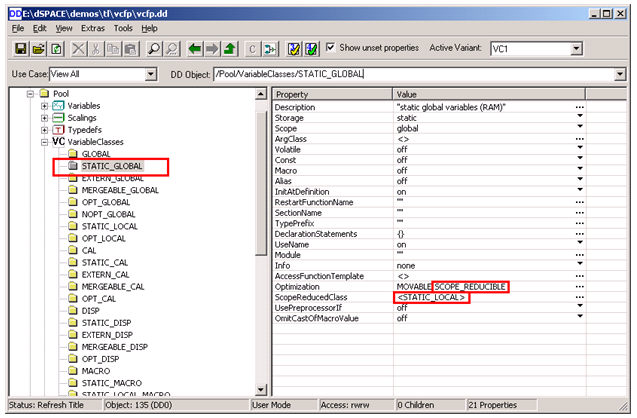 DD E:\dSPACE\demos\tl\vcfp\vcfp.dd
File Edit View Extras Tools Help
Show unset properties Active Variant: VC1
Use Case: View All DD Object: /Pool/VariableClasses/STATIC_GLOBAL
Pool
Variables
Scalings
Typedefs
VC VariableClasses
GLOBAL
STATIC_GLOBAL
EXTERN_GLOBAL
MERGEABLE_GLOBAL
OPT_GLOBAL
NOPT_GLOBAL
STATIC_LOCAL
OPT_LOCAL
CAL
STATIC_CAL
EXTERN_CAL
MERGEABLE_CAL
OPT_CAL
DISP
STATIC_DISP
EXTERN_DISP
MERGEABLE_DISP
OPT_DISP
MACRO
STATIC_MACRO
STATIC_LOCAL_MACRO
Property Value
Description "static global variables (RAM)" ...
Storage static
Scope global
ArgClass <> ...
Volatile off
Const off
Macro off
Alias off
InitAtDefinition on
RestartFunctionName "" ...
SectionName "" ...
TypePrefix "" ...
DeclarationStatements {} ...
UseName on
Module "" ...
Info none
AccessFunctionTemplate <> ...
Optimization MOVABLE SCOPE_REDUCIBLE ...
ScopeReducedClass <STATIC_LOCAL> ...
UsePreprocessorIf off
OmitCastOfMacroValue off
Status: Refresh Title Object: 135 (DD0) User Mode Access: rwrw 0 Children 21 Properties